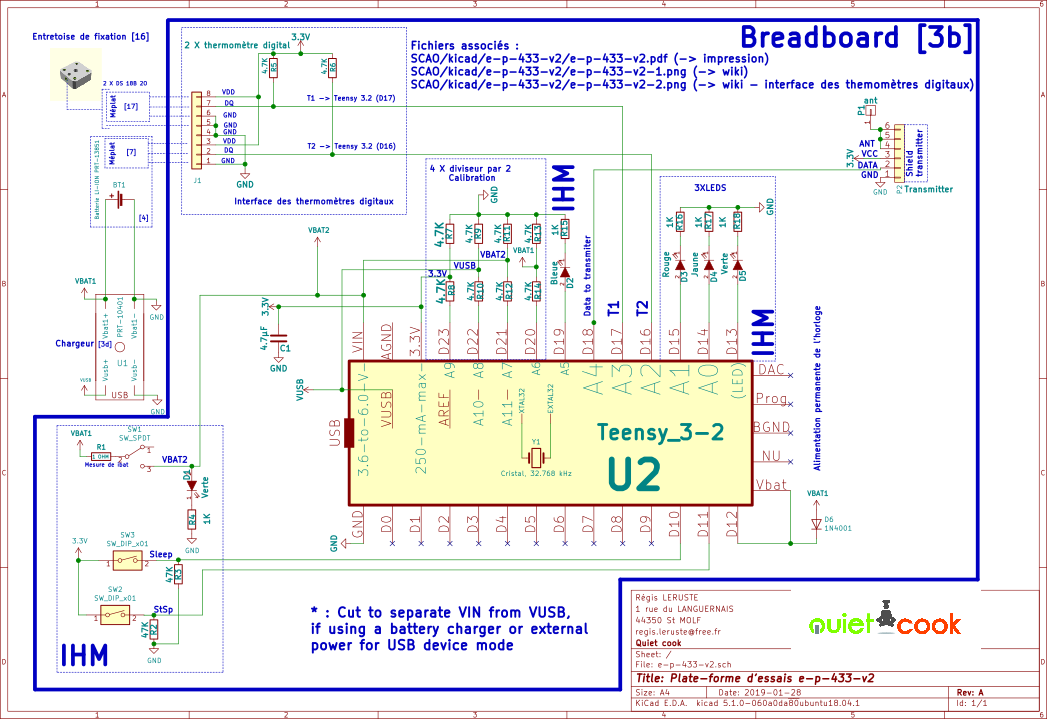 Breadboard [3b]
Entretoise de fixation [16]
2 X DS 18B 20
Méplat
[17]
Méplat
[7]
Batterie Li-ION PRT-13851
BT1
[4]
2 X thermomètre digital
3.3V
4.7K
R5
4.7K
R6
8 VDD
7 DQ
6 GND
5 GND
4 GND
3 VDD
2 DQ
1 GND
J1
GND
T1 -> Teensy 3.2 (D17)
T2 -> Teensy 3.2 (D16)
Interface des thermomètres digitaux
Fichiers associés :
SCAO/kicad/e-p-433-v2/e-p-433-v2.pdf (-> impression)
SCAO/kicad/e-p-433-v2/e-p-433-v2-1.png (-> wiki)
SCAO/kicad/e-p-433-v2/e-p-433-v2-2.png (-> wiki - interface des themomètres digitaux)
ant
P1
1
6
5
4
3
2
1
ANT
VCC
DATA
GND
3.3V
GND
P2
Shield
transmitter
Transmitter
4 X diviseur par 2
Calibration
IHM
GND
4.7K
R7
4.7K
R9
4.7K
R11
4.7K
R13
1K
R15
VBAT2
VBAT1
VUSB
3.3V
4.7K
R8
4.7K
R10
4.7K
R12
4.7K
R14
Bleue
D2
Data to transmiter
T1
T2
3XLEDS
GND
1K
R16
1K
R17
1K
R18
Rouge
D3
Jaune
D4
Verte
D5
IHM
VBAT2
3.3V
4.7µF
C1
GND
VUSB
VBAT1
GND
Chargeur [3d]
Vbat1+
Vbat1-
PRT-10401
U1
Vusb+
Vusb-
USB
VUSB
GND
VIN
AGND
3.3V
D23
D22
D21
D20
D19
D18
D17
D16
D15
D14
D13
3.6-to-6.0-V-
VUSB
250-mA-max-
A9
AREF
A8
A10-
A7
A11-
A6
A5
A4
A3
A2
A1
A0
(LED)
XTAL32
EXTAL32
Y1
Cristal, 32.768 kHz
USB
Teensy_3-2
U2
DAC
Prog
BGND
NU
Vbat
Alimentation permanente de l'horloge
VBAT1
D6
1N4001
GND
GND
D0
D1
D2
D3
D4
D5
D6
D7
D8
D9
D10
D11
D12
VBAT1
R1
1 OHM
Mesure de Ibat
SW1
SW_SPDT
1
2
3
VBAT2
D1
Verte
R4
1K
GND
3.3V
SW3
SW_DIP_x01
1
2
Sleep
47K
R3
SW2
SW_DIP_x01
1
2
StSp
47K
R2
GND
IHM
* : Cut to separate VIN from VUSB,
if using a battery charger or external
power for USB device mode
Régis LERUSTE
1 rue du LANGUERNAIS
44350 St MOLF
regis.leruste@free.fr
Quiet cook
quiet cook
Sheet: /
File: e-p-433-v2.sch
Title: Plate-forme d'essais e-p-433-v2
Size: A4
Date: 2019-01-28
Rev: A
KiCad E.D.A. kicad 5.1.0-060a0da80ubuntu18.04.1
Id: 1/1